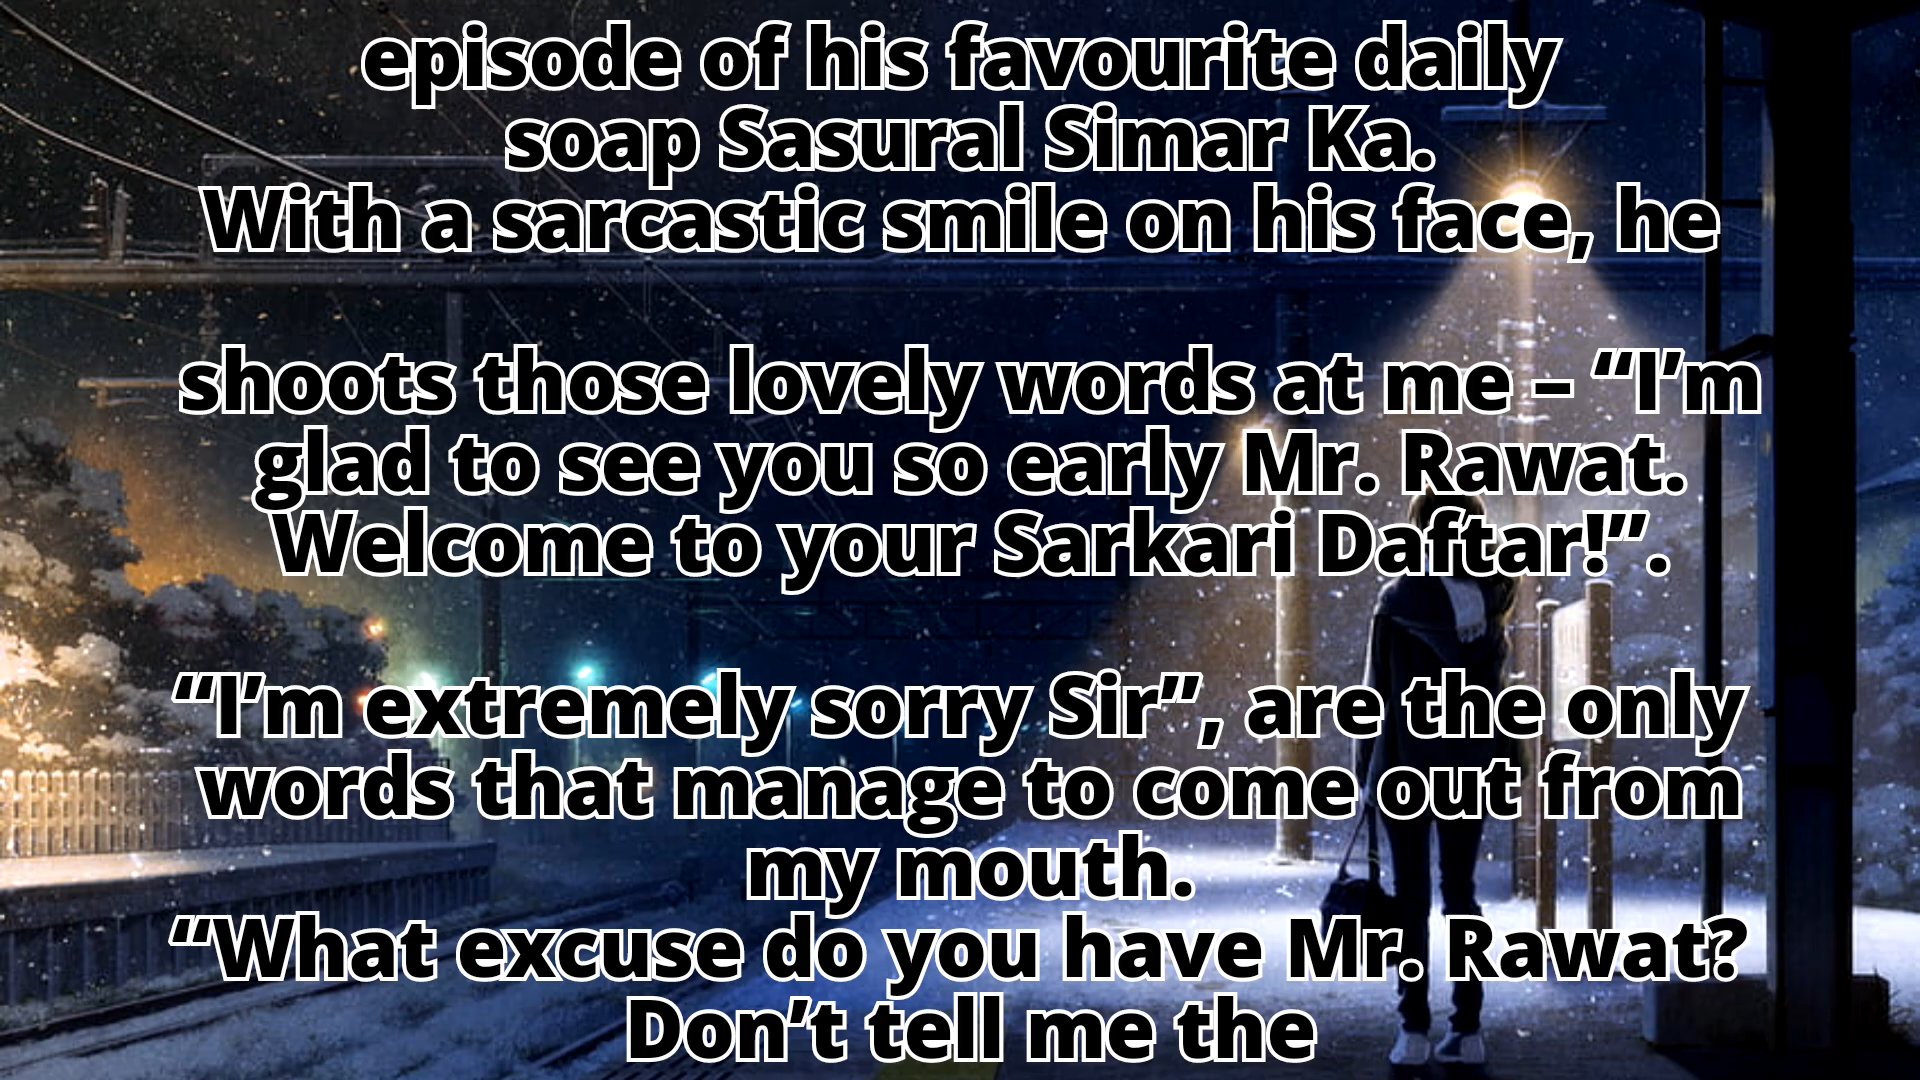 episode of his favourite daily
soap Sasural Simar Ka.
With a sarcastic smile on his face, he
shoots those lovely words at me – “I’m
glad to see you so early Mr. Rawat.
Welcome to your Sarkari Daftar!”.
“I’m extremely sorry Sir”, are the only
words that manage to come out from
my mouth.
“What excuse do you have Mr. Rawat?
Don’t tell me the